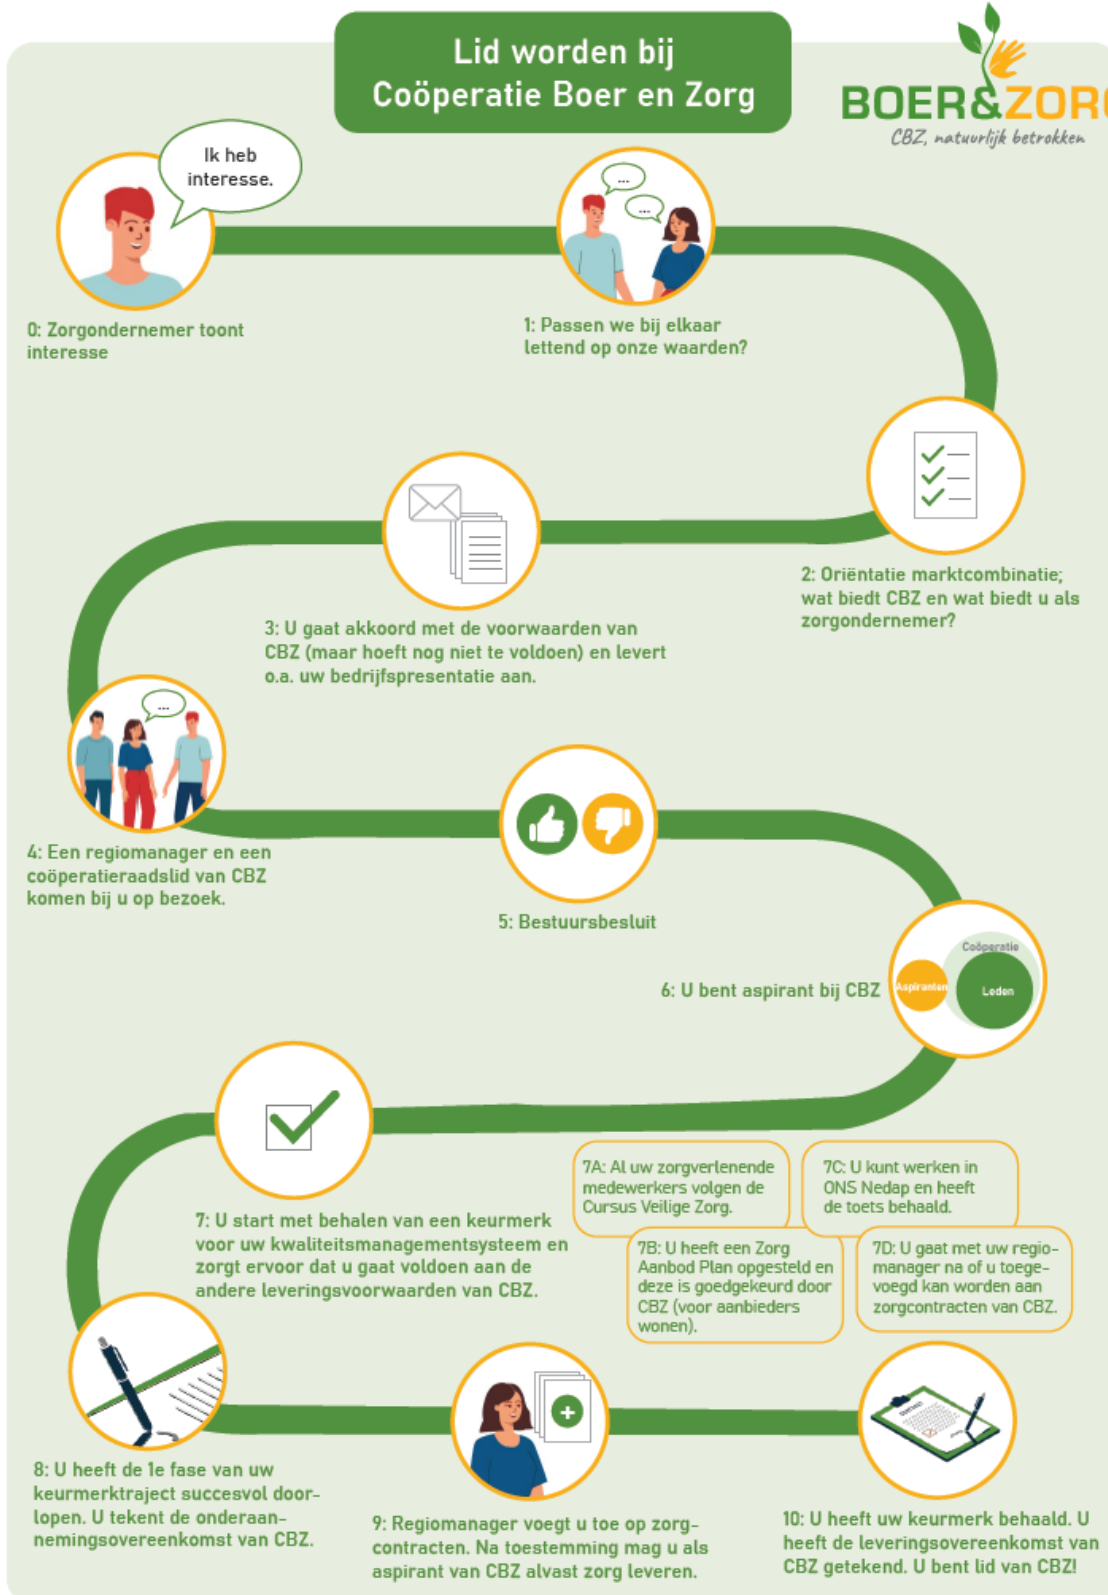 Lid worden bij
Coöperatie Boer en Zorg
BOER&ZORG
CBZ, natuurlijk betrokken
Ik heb
interesse.
...
...
0: Zorgondernemer toont
interesse
1: Passen we bij elkaar
lettend op onze waarden?
2: Oriëntatie marktcombinatie;
wat biedt CBZ en wat biedt u als
zorgondernemer?
3: U gaat akkoord met de voorwaarden van
CBZ (maar hoeft nog niet te voldoen) en levert
o.a. uw bedrijfspresentatie aan.
...
4: Een regiomanager en een
coöperatieraadslid van CBZ
komen bij u op bezoek.
5: Bestuursbesluit
6: U bent aspirant bij CBZ
Coöperatie
Aspiranten
Leden
7: U start met behalen van een keurmerk
voor uw kwaliteitsmanagementsysteem en
zorgt ervoor dat u gaat voldoen aan de
andere leveringsvoorwaarden van CBZ.
7A: Al uw zorgverlenende
medewerkers volgen de
Cursus Veilige Zorg.
7B: U heeft een Zorg
Aanbod Plan opgesteld en
deze is goedgekeurd door
CBZ (voor aanbieders
wonen).
7C: U kunt werken in
ONS Nedap en heeft
de toets behaald.
7D: U gaat met uw regio-
manager na of u toege-
voegd kan worden aan
zorgcontracten van CBZ.
8: U heeft de 1e fase van uw
keurmerktraject succesvol door-
lopen. U tekent de onderaan-
nemingsovereenkomst van CBZ.
9: Regiomanager voegt u toe op zorg-
contracten. Na toestemming mag u als
aspirant van CBZ alvast zorg leveren.
10: U heeft uw keurmerk behaald. U
heeft de leveringsovereenkomst van
CBZ getekend. U bent lid van CBZ!